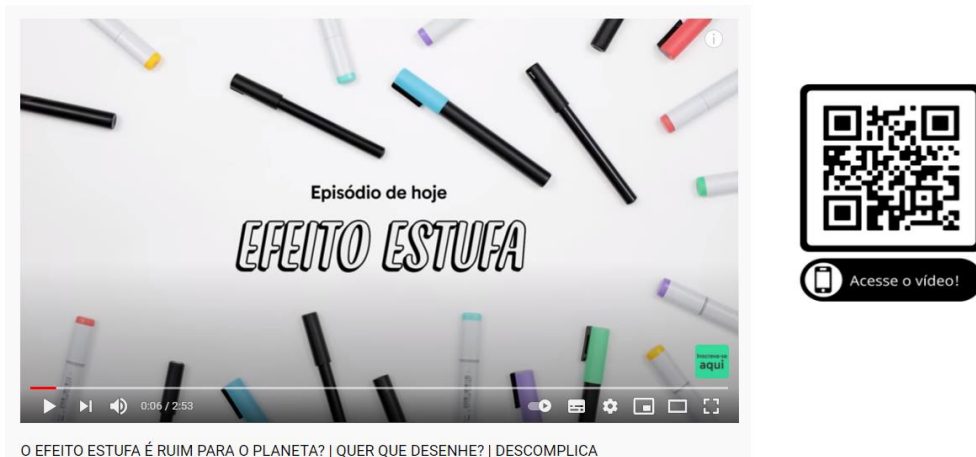 Episódio de hoje
EFEITO ESTUFA
Inscreva-se
aqui
0:06 / 2:53
O EFEITO ESTUFA É RUIM PARA O PLANETA? | QUER QUE DESENHE? | DESCOMPLICA
Acesse o vídeo!